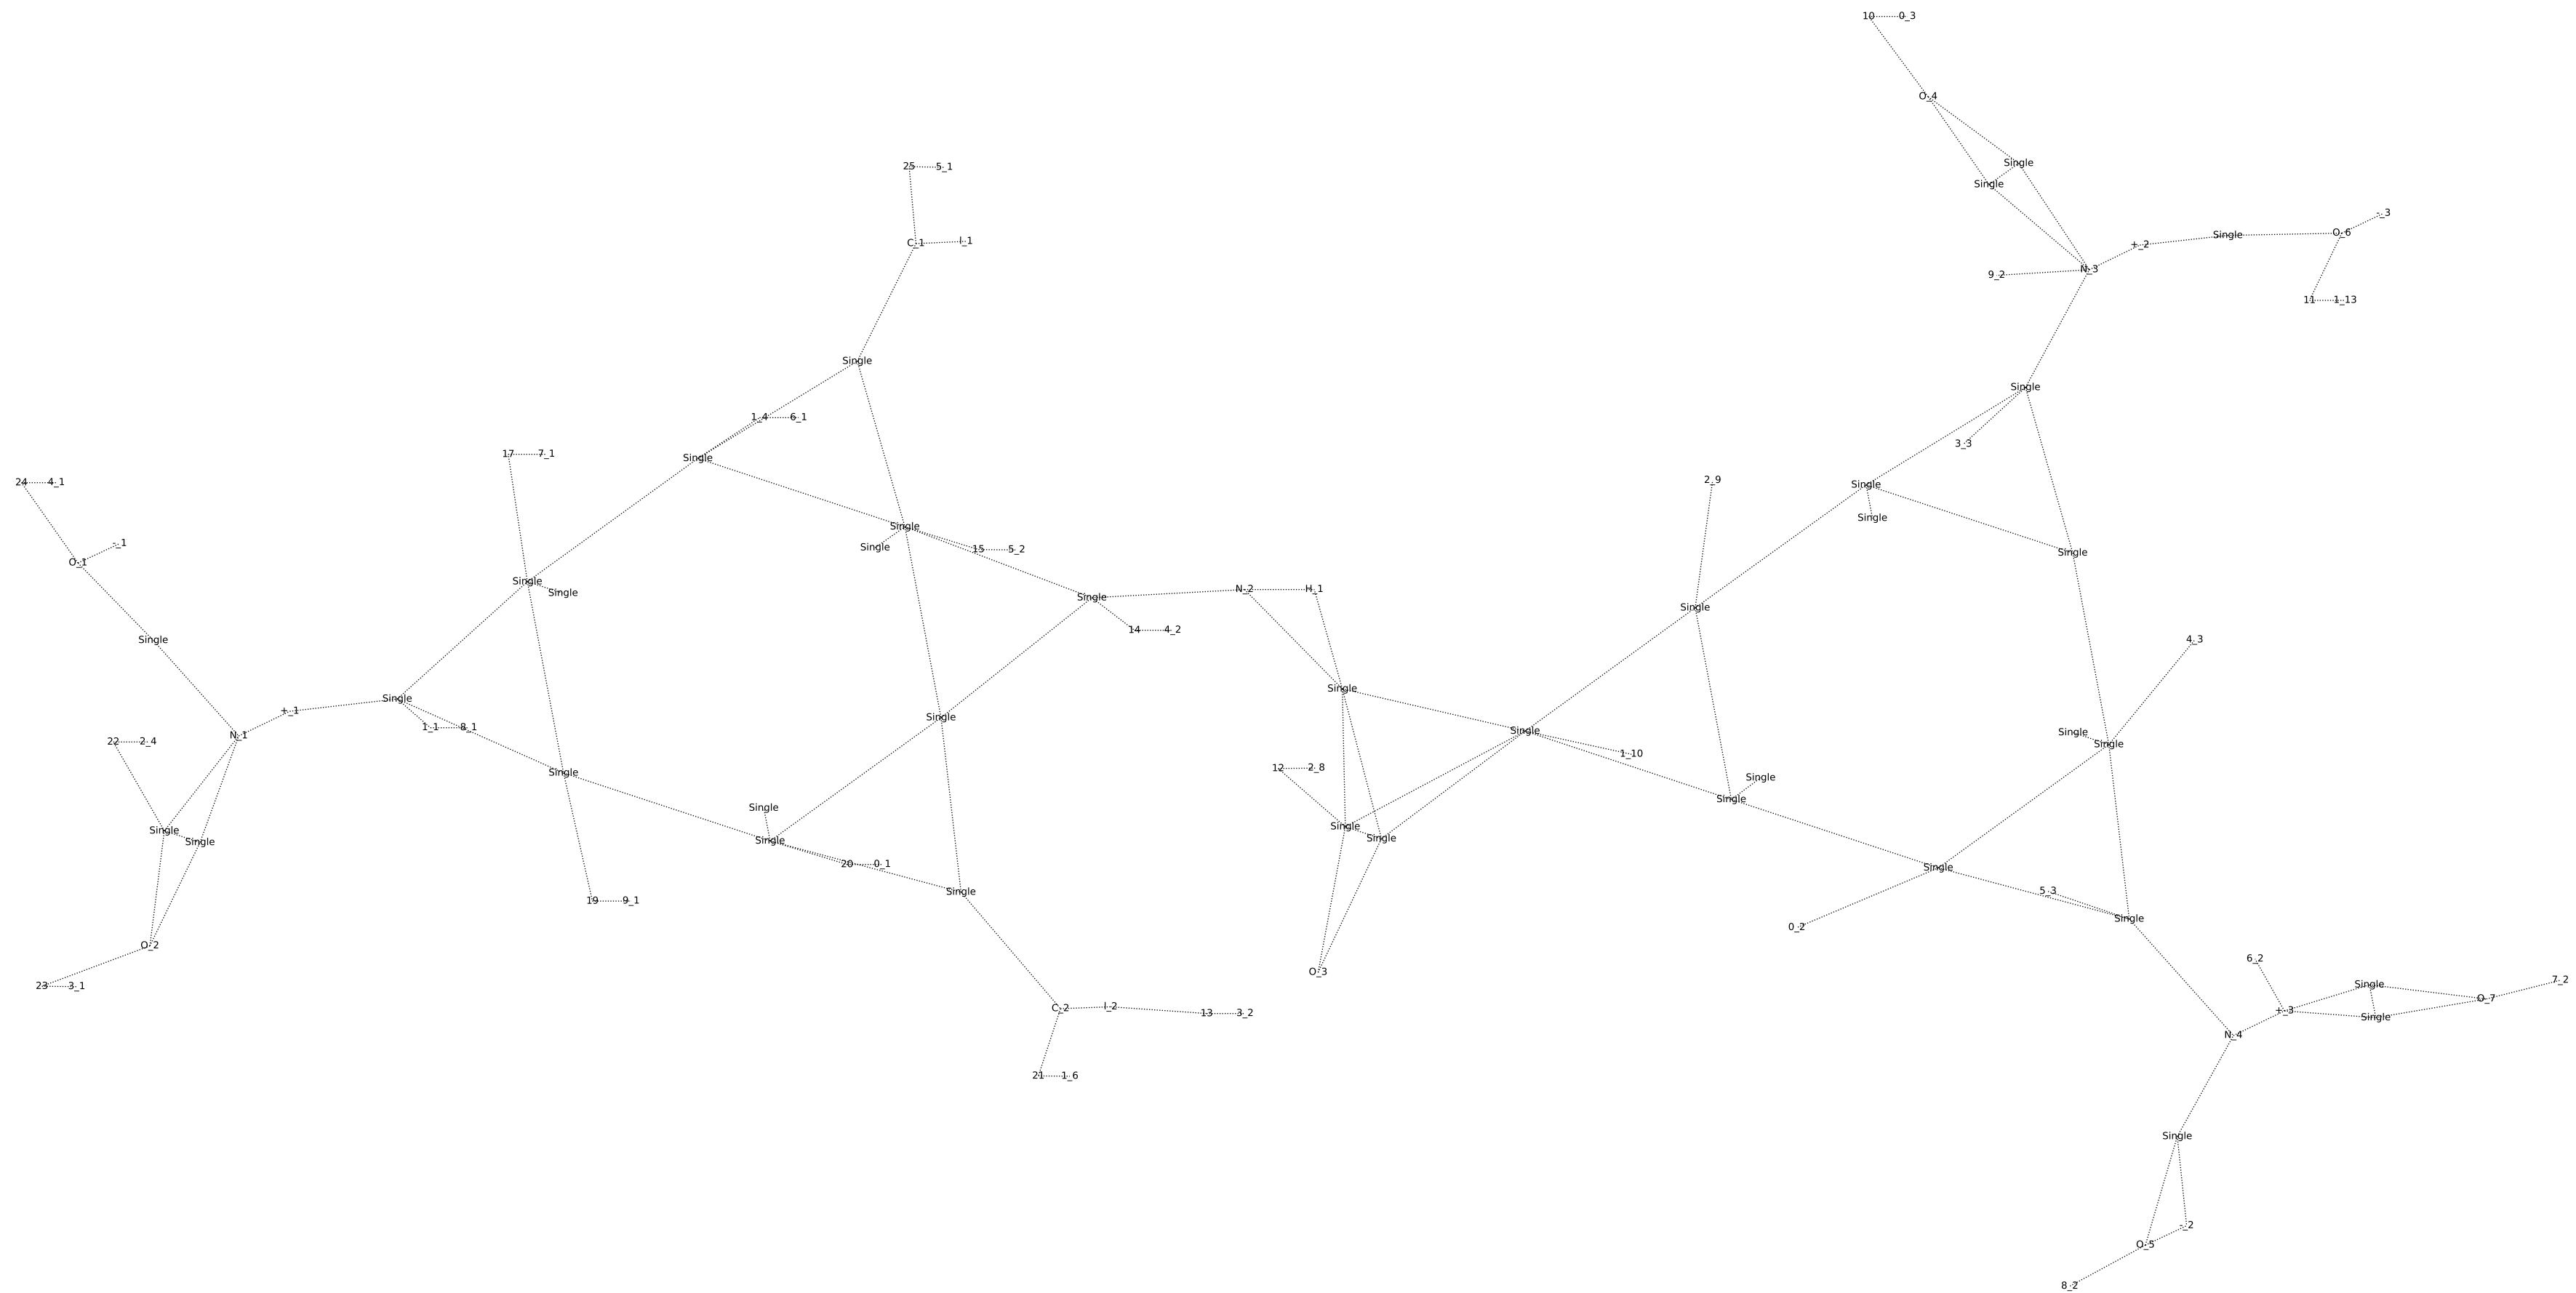 10 0_3
O_4
Single
25 5_1
Single
-_3
O_6
Single
C_1 l_1
+_2
N_3
9_2
11 1_13
Single
Single
1_4 6_1
3_3
17 7_1
Single
2_9
24 4_1
Single
Single
Single
-_1
Single 15 5_2
Single
O_1
Single
Single
N_2 H_1
Single
Single
14 4_2
Single
4_3
Single
Single
+_1
Single
1_1 8_1
Single
Single
N_1
22 2_4
Single
1_10
12 2_8
Single
Single
Single
Single
Single
Single
Single
Single
Single
20 0_1
Single
Single
5_3
19 9_1
Single
0_2
O_2
6_2
O_3
7_2
23 3_1
Single
O_7
C_2 l_2
13 3_2
+_3
Single
N_4
21 1_6
Single
-_2
O_5
8_2